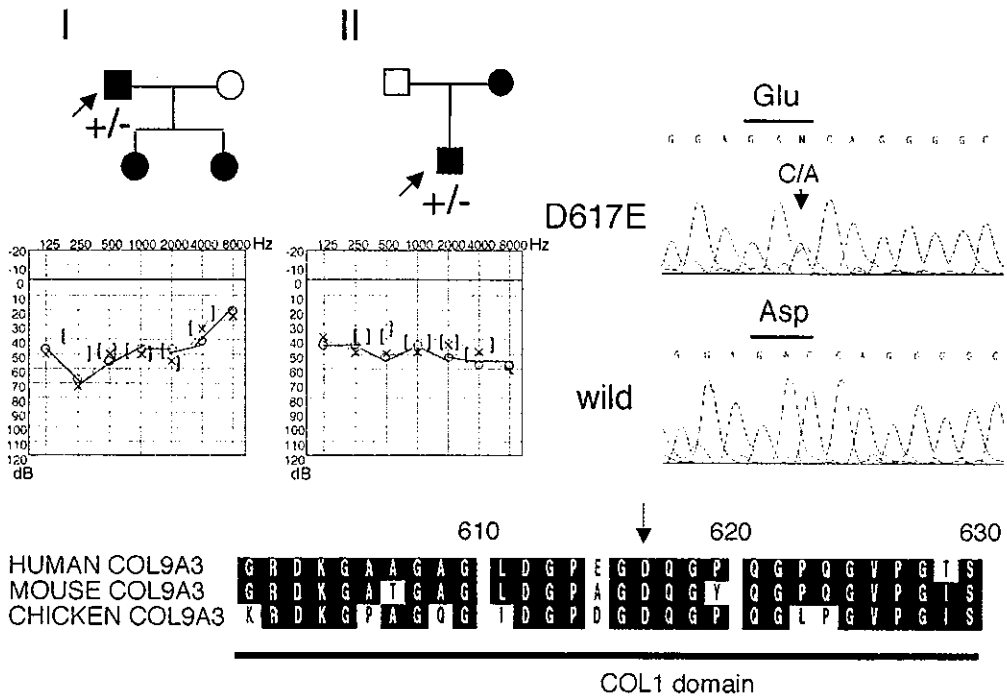 I
II
+/-
+/-
125 250 500 1000 2000 4000 8000 Hz
-20
-10
0
10
20
30
40
50
60
70
80
90
100
110
120
dB
125 250 500 1000 2000 4000 8000 Hz
-20
-10
0
10
20
30
40
50
60
70
80
90
100
110
120
dB
Glu
G G A G A N C A G G G G C
C/A
D617E
Asp
wild
610 620 630
HUMAN COL9A3 G R D K G A A G A G L D G P E G D Q G P Q G P Q G V P G T S
MOUSE COL9A3 G R D K G A T G A G L D G P A G D Q G Y Q G P Q G V P G I S
CHICKEN COL9A3 K R D K G P A G Q G I D G P D G D Q G P Q G L P G V P G I S
COL1 domain